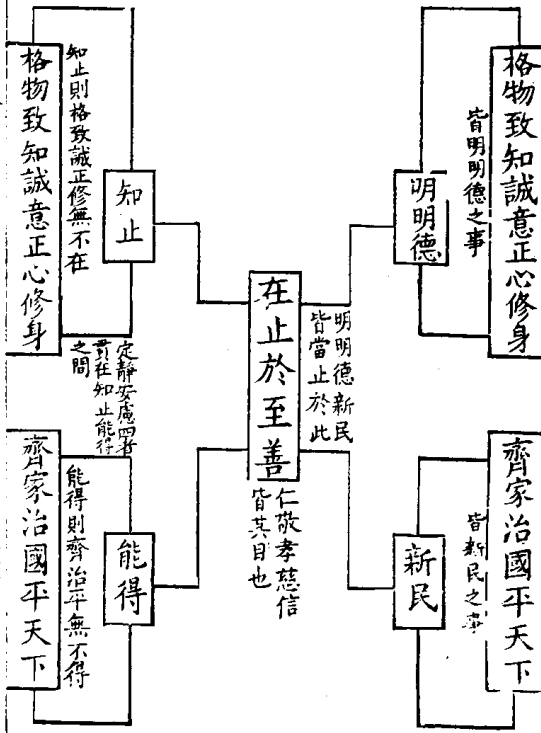 格物致知誠意正心修身
皆明明德之事
明明德
齊家治國平天下
皆新民之事
新民
明明德新民
皆當止於此
在止於至善
仁敬孝慈信
皆其目也
知止
知止則格致誠正修無不在
格物致知誠意正心修身
定靜安慮四者
貫在知止能得
之間
能得
能得則齊治平無不得
齊家治國平天下